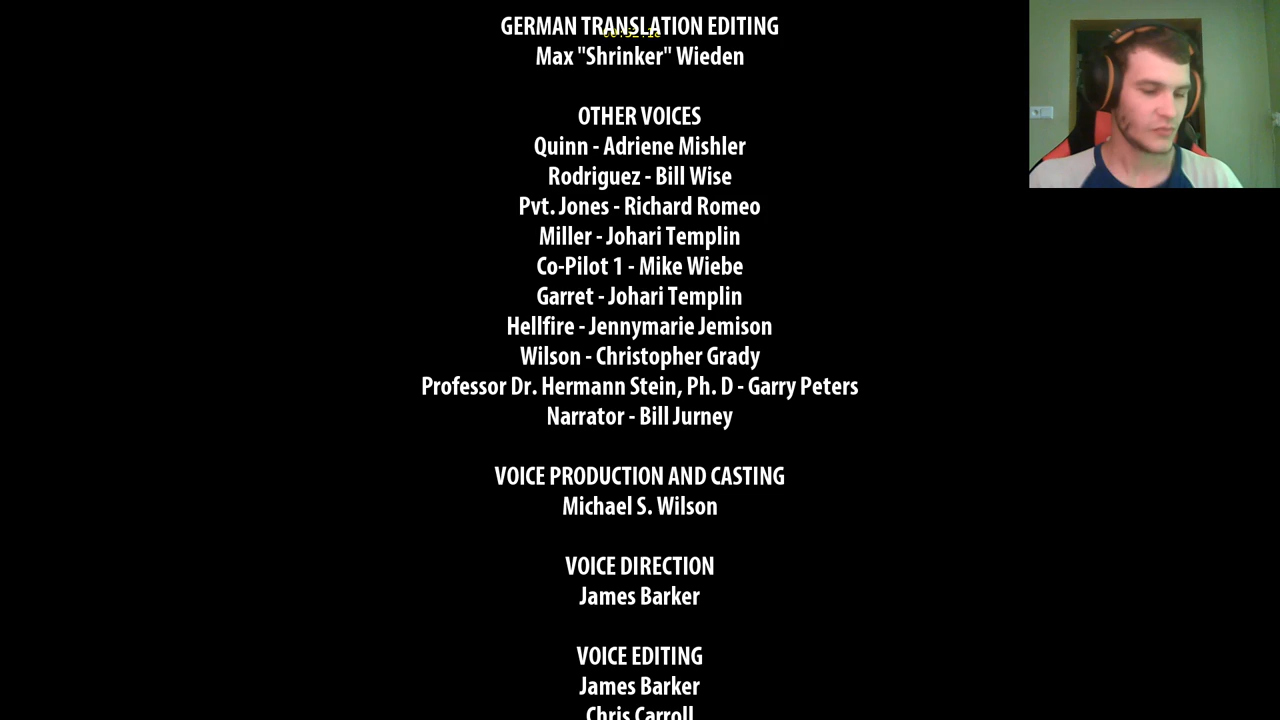 GERMAN TRANSLATION EDITING
Max "Shrinker" Wieden
OTHER VOICES
Quinn - Adriene Mishler
Rodriguez - Bill Wise
Pvt. Jones - Richard Romeo
Miller - Johari Templin
Co-Pilot 1 - Mike Wiebe
Garret - Johari Templin
Hellfire - Jennymarie Jemison
Wilson - Christopher Grady
Professor Dr. Hermann Stein, Ph. D - Garry Peters
Narrator - Bill Jurney
VOICE PRODUCTION AND CASTING
Michael S. Wilson
VOICE DIRECTION
James Barker
VOICE EDITING
James Barker
Chris Carroll